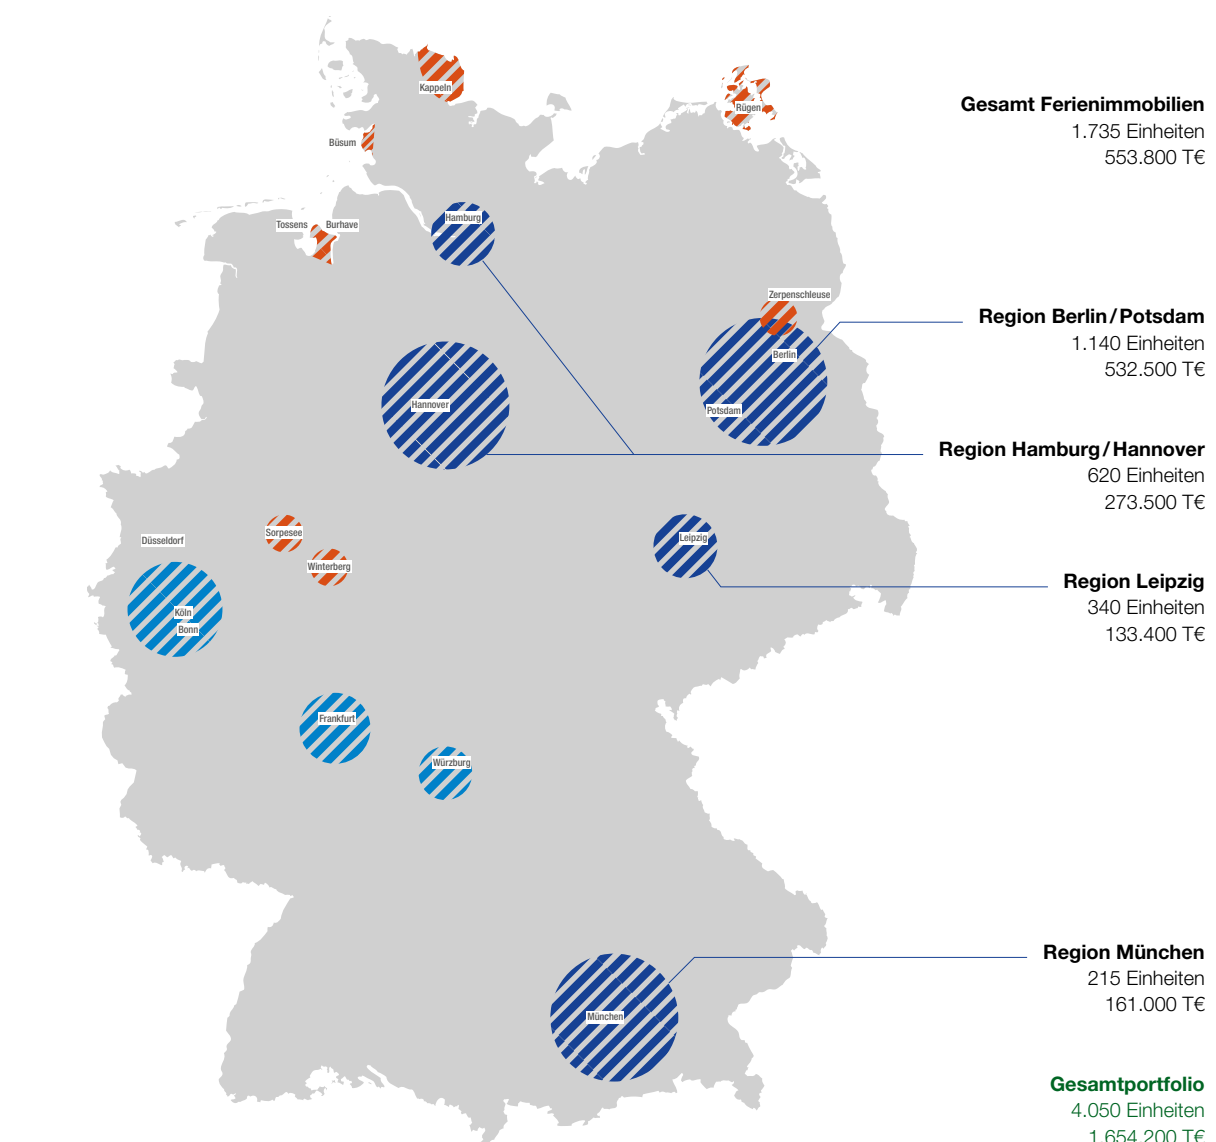 Kappeln
Rügen
Büsum
Tossens
Burhave
Hamburg
Zerpenschleuse
Berlin
Potsdam
Hannover
Sorpesee
Winterberg
Düsseldorf
Köln
Bonn
Leipzig
Frankfurt
Würzburg
München
Gesamt Ferienimmobilien
1.735 Einheiten
553.800 T€
Region Berlin/Potsdam
1.140 Einheiten
532.500 T€
Region Hamburg/Hannover
620 Einheiten
273.500 T€
Region Leipzig
340 Einheiten
133.400 T€
Region München
215 Einheiten
161.000 T€
Gesamtportfolio
4.050 Einheiten
1.654.200 T€